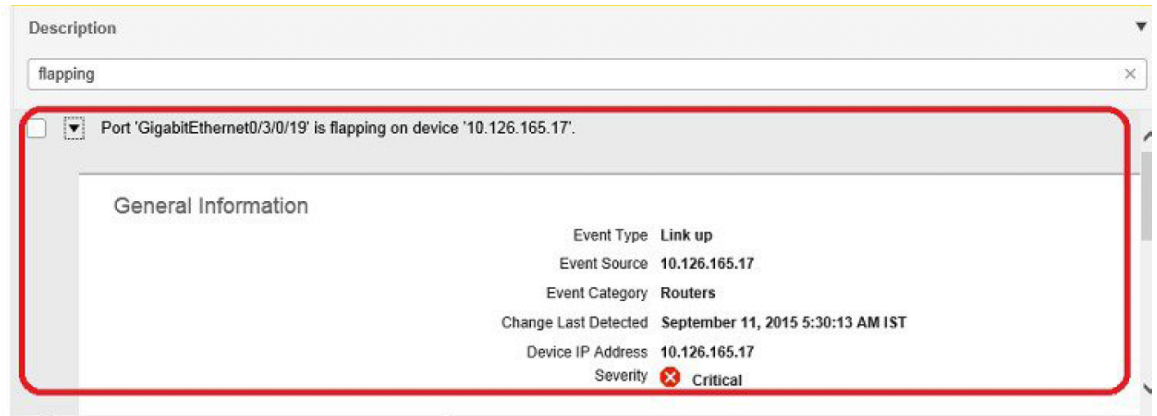 Description
flapping
Port 'GigabitEthernet0/3/0/19' is flapping on device '10.126.165.17'.
General Information
Event Type Link up
Event Source 10.126.165.17
Event Category Routers
Change Last Detected September 11, 2015 5:30:13 AM IST
Device IP Address 10.126.165.17
Severity Critical